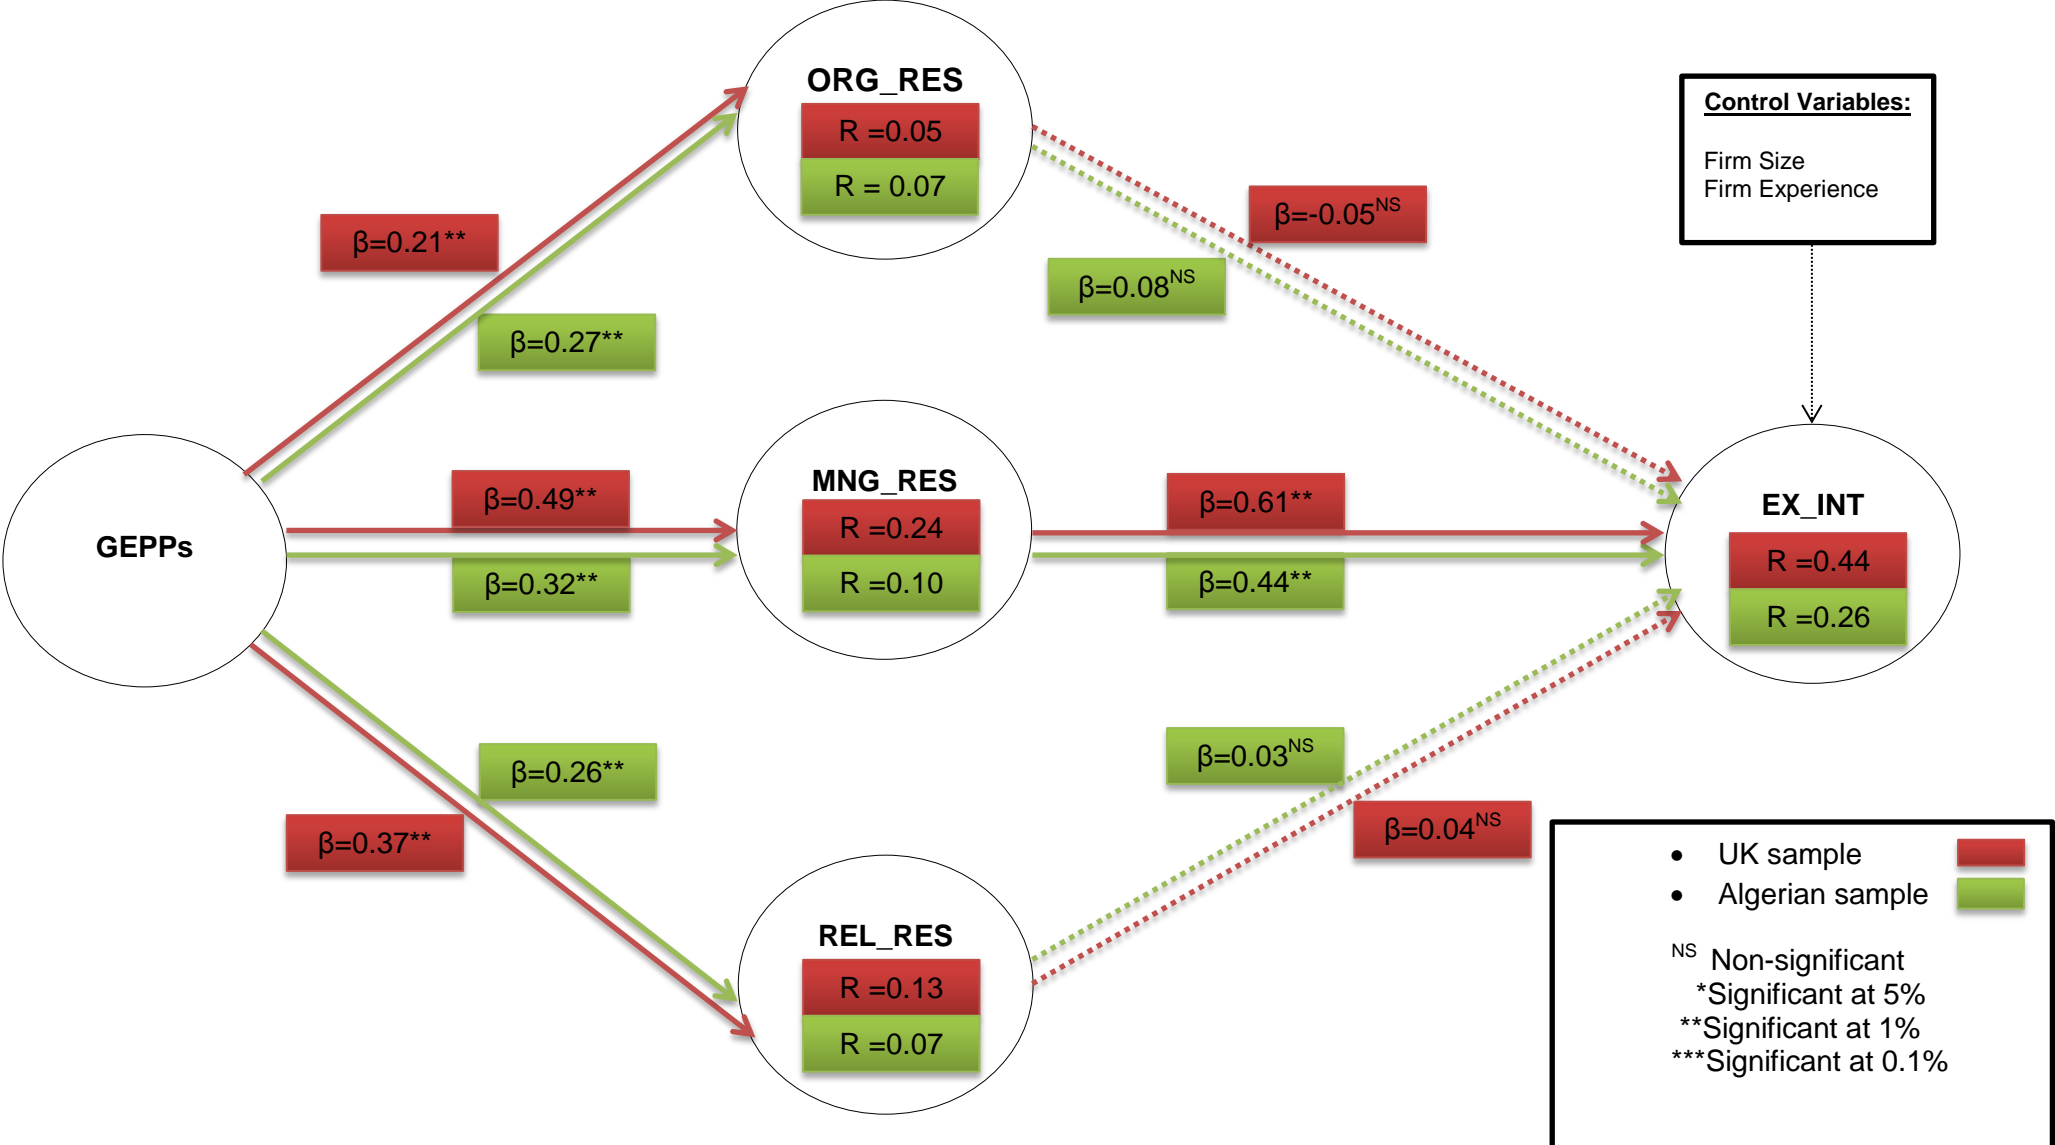 ORG_RES
R =0.05
R = 0.07
Control Variables:
Firm Size
Firm Experience
β=0.21**
β=-0.05NS
β=0.08NS
β=0.27**
GEPPs
β=0.49**
β=0.32**
MNG_RES
R =0.24
R =0.10
β=0.61**
β=0.44**
EX_INT
R =0.44
R =0.26
β=0.26**
β=0.37**
β=0.03NS
β=0.04NS
REL_RES
R =0.13
R =0.07
• UK sample
• Algerian sample
NS Non-significant
*Significant at 5%
**Significant at 1%
***Significant at 0.1%